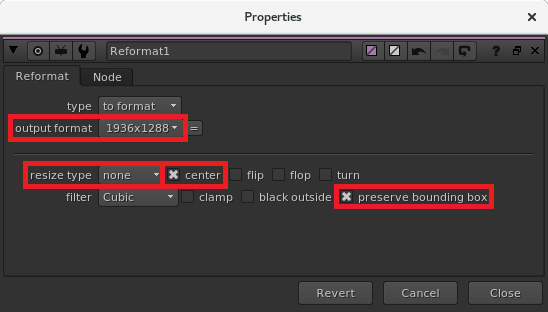 Properties
Reformat1
?
Reformat Node
type to format
output format 1936x1288 =
resize type none center flip flop turn
filter Cubic clamp black outside preserve bounding box
Revert Cancel Close